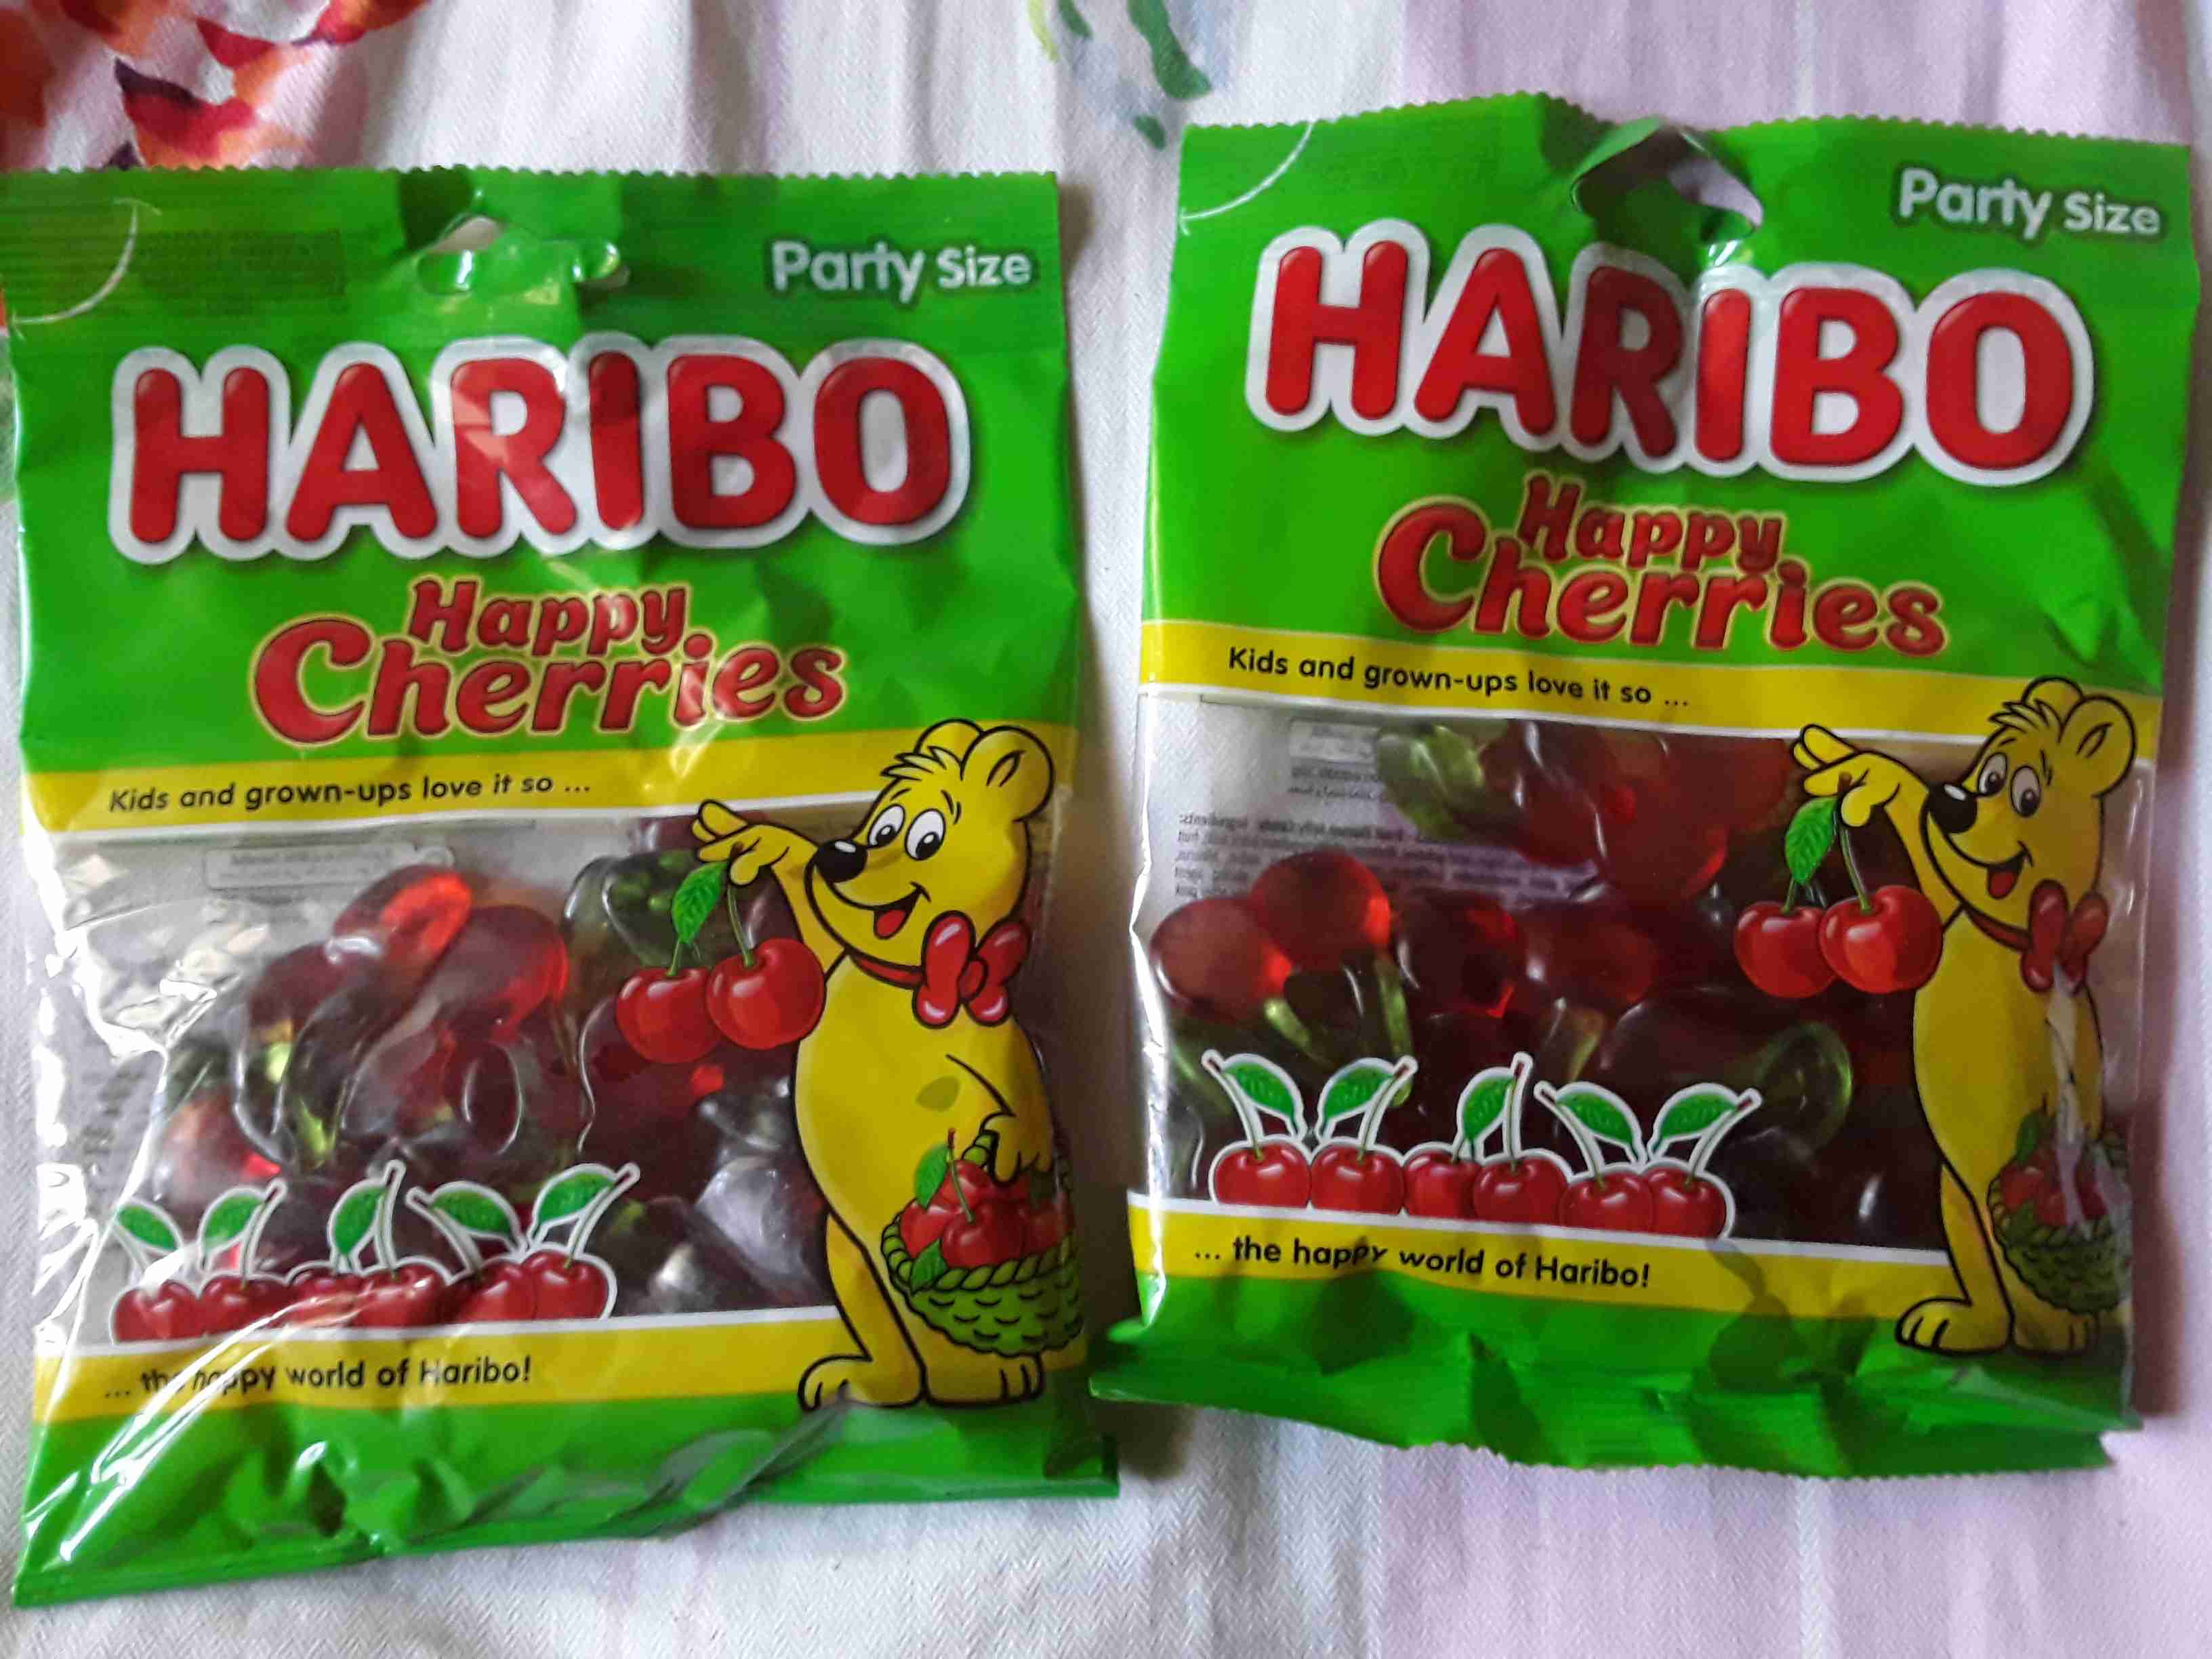 Party Size
HARIBO
Happy
Cherries
Kids and grown-ups love it so ...
... the happy world of Haribo!
Party Size
HARIBO
Happy
Cherries
Kids and grown-ups love it so ...
... the happy world of Haribo!